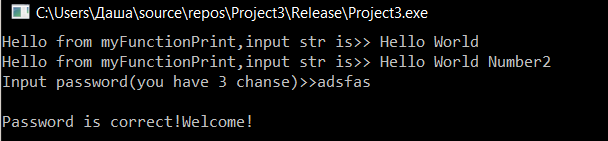 C:\Users\Даша\source\repos\Project3\Release\Project3.exe
Hello from myFunctionPrint,input str is>> Hello World
Hello from myFunctionPrint,input str is>> Hello World Number2
Input password(you have 3 chanse)>>adsfas
Password is correct!Welcome!